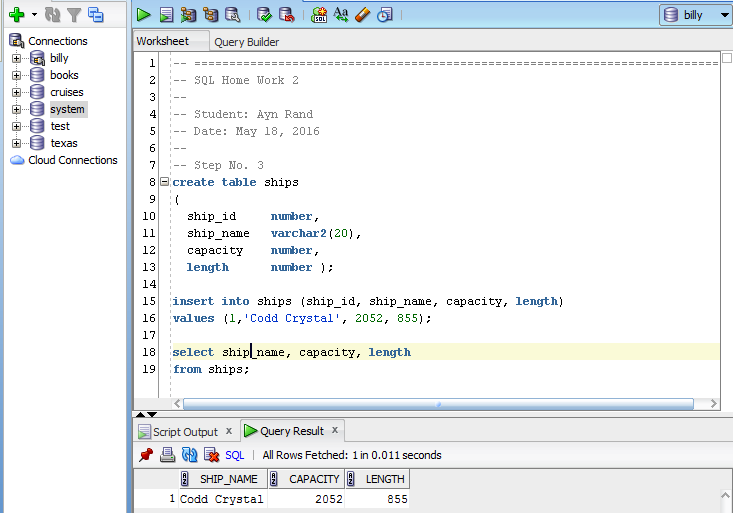 billy
Worksheet Query Builder
Connections
billy
books
cruises
system
test
texas
Cloud Connections
1 -- ================================================================================
2 -- SQL Home Work 2
3 --
4 -- Student: Ayn Rand
5 -- Date: May 18, 2016
6 --
7 -- Step No. 3
8 create table ships
9 (
10 ship_id number,
11 ship_name varchar2(20),
12 capacity number,
13 length number );
14
15 insert into ships (ship_id, ship_name, capacity, length)
16 values (1,'Codd Crystal', 2052, 855);
17
18 select ship_name, capacity, length
19 from ships;
Script Output x Query Result x
SQL | All Rows Fetched: 1 in 0.011 seconds
SHIP_NAME CAPACITY LENGTH
1 Codd Crystal 2052 855